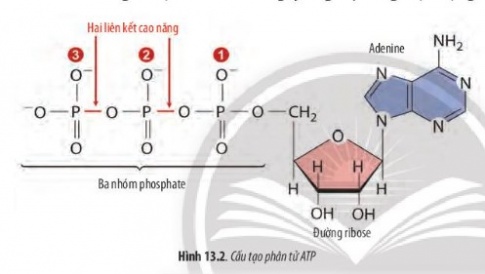 Hai liên kết cao năng
3 2 1
Adenine
NH₂
O⁻ O⁻ O⁻ N N
⁻O — P — O — P — O — P — O — CH₂
O O O N N
O
H H
H H
OH OH
Ba nhóm phosphate
Đường ribose
Hình 13.2. Cấu tạo phân tử ATP